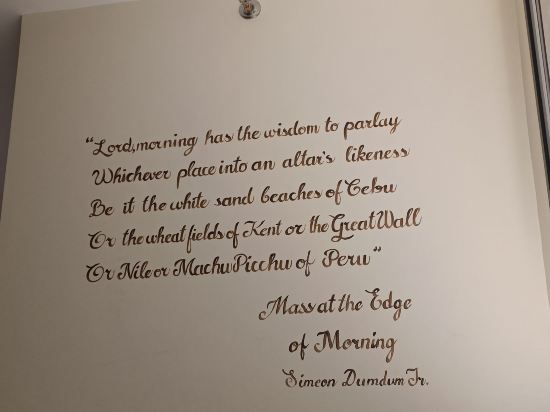 "Lord, morning has the wisdom to parlay
Whichever place into an altar's likeness
Be it the white sand beaches of Cebu
Or the wheat fields of Kent or the Great Wall
Or Nile or Machu Picchu of Peru"
Mass at the Edge
of Morning
Simeon Dumdum Jr.